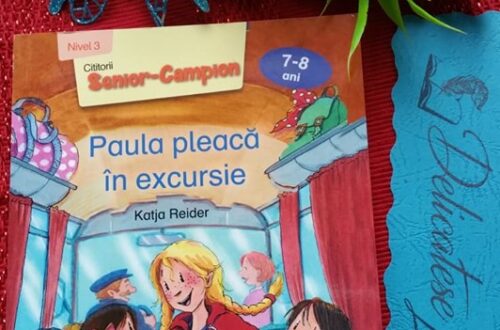 Nivel 3
Cititorii
Senior-Campion
7-8
ani
Paula pleacă
în excursie
Katja Reider
Delicatese